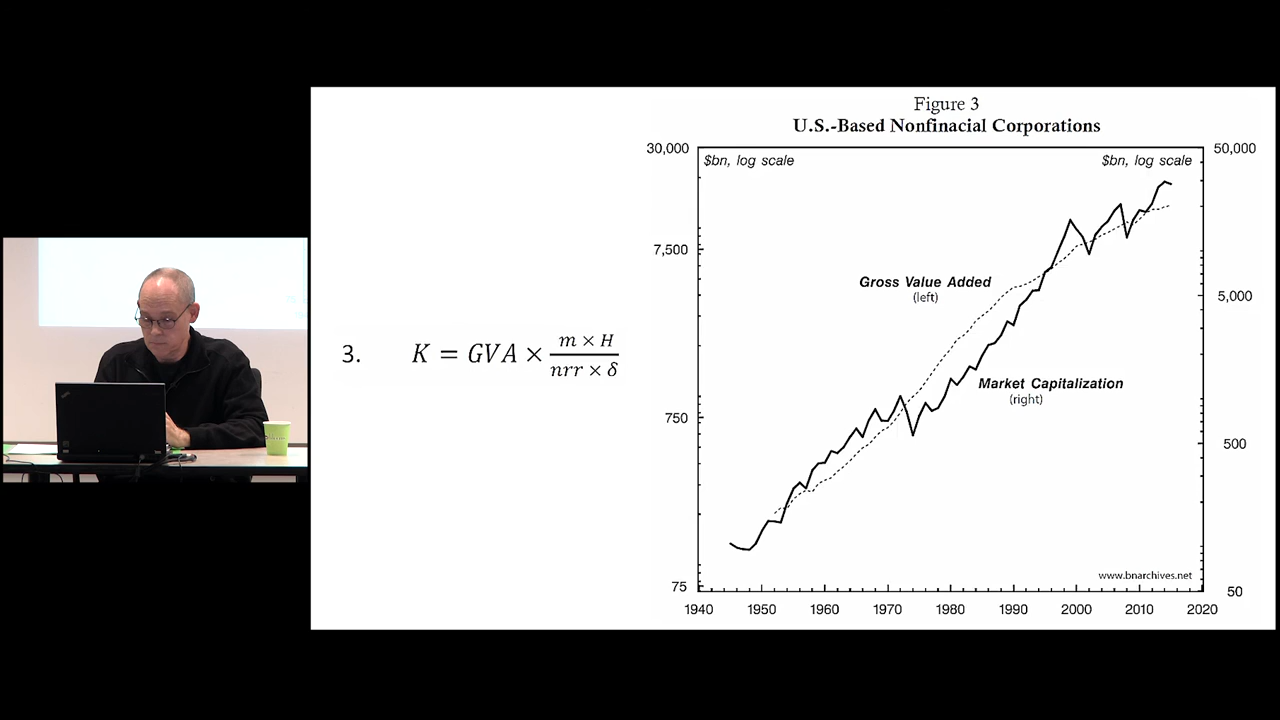 Figure 3
U.S.-Based Nonfinacial Corporations
30,000
50,000
$bn, log scale
$bn, log scale
7,500
Gross Value Added
(left)
5,000
3. K = GVA × m × H / nrr × δ
Market Capitalization
(right)
750
500
www.bnarchives.net
75
50
1940 1950 1960 1970 1980 1990 2000 2010 2020